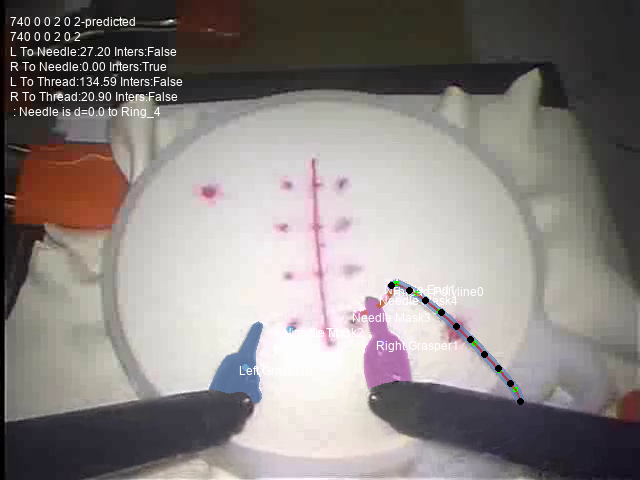 740 0 0 2 0 2-predicted
740 0 0 2 0 2
L To Needle:27.20 Inters:False
R To Needle:0.00 Inters:True
L To Thread:134.59 Inters:False
R To Thread:20.90 Inters:False
: Needle is d=0.0 to Ring_4
Needle Mask4
Needle Mask3
Right Grasper1